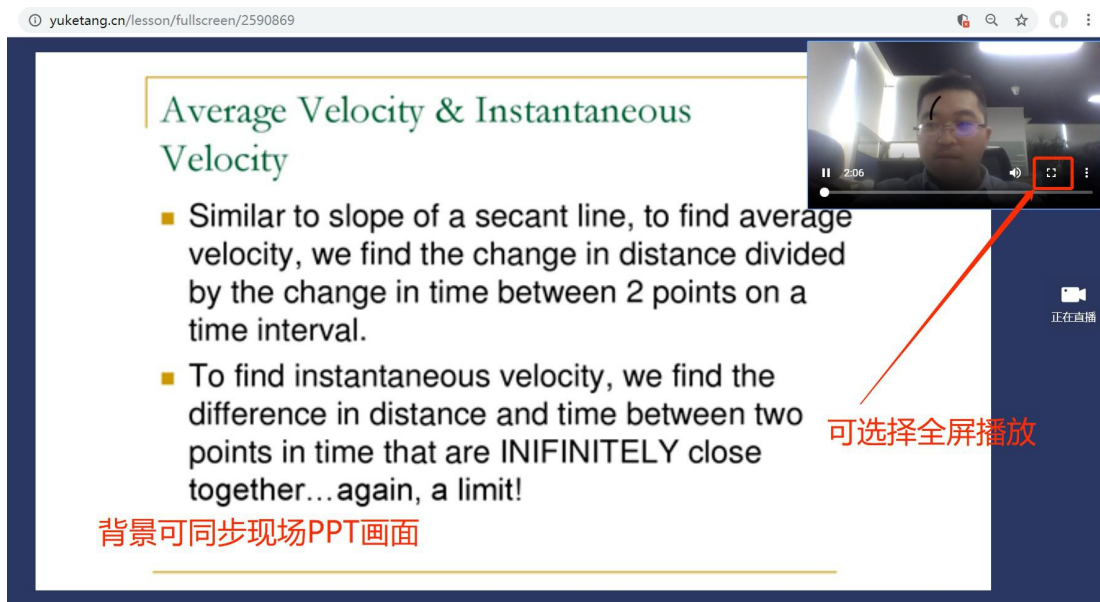 yuketang.cn/lesson/fullscreen/2590869
Average Velocity & Instantaneous
Velocity
2:06
Similar to slope of a secant line, to find average
velocity, we find the change in distance divided
by the change in time between 2 points on a
time interval.
正在直播
To find instantaneous velocity, we find the
difference in distance and time between two
points in time that are INIFINITELY close
together...again, a limit!
可选择全屏播放
背景可同步现场PPT画面